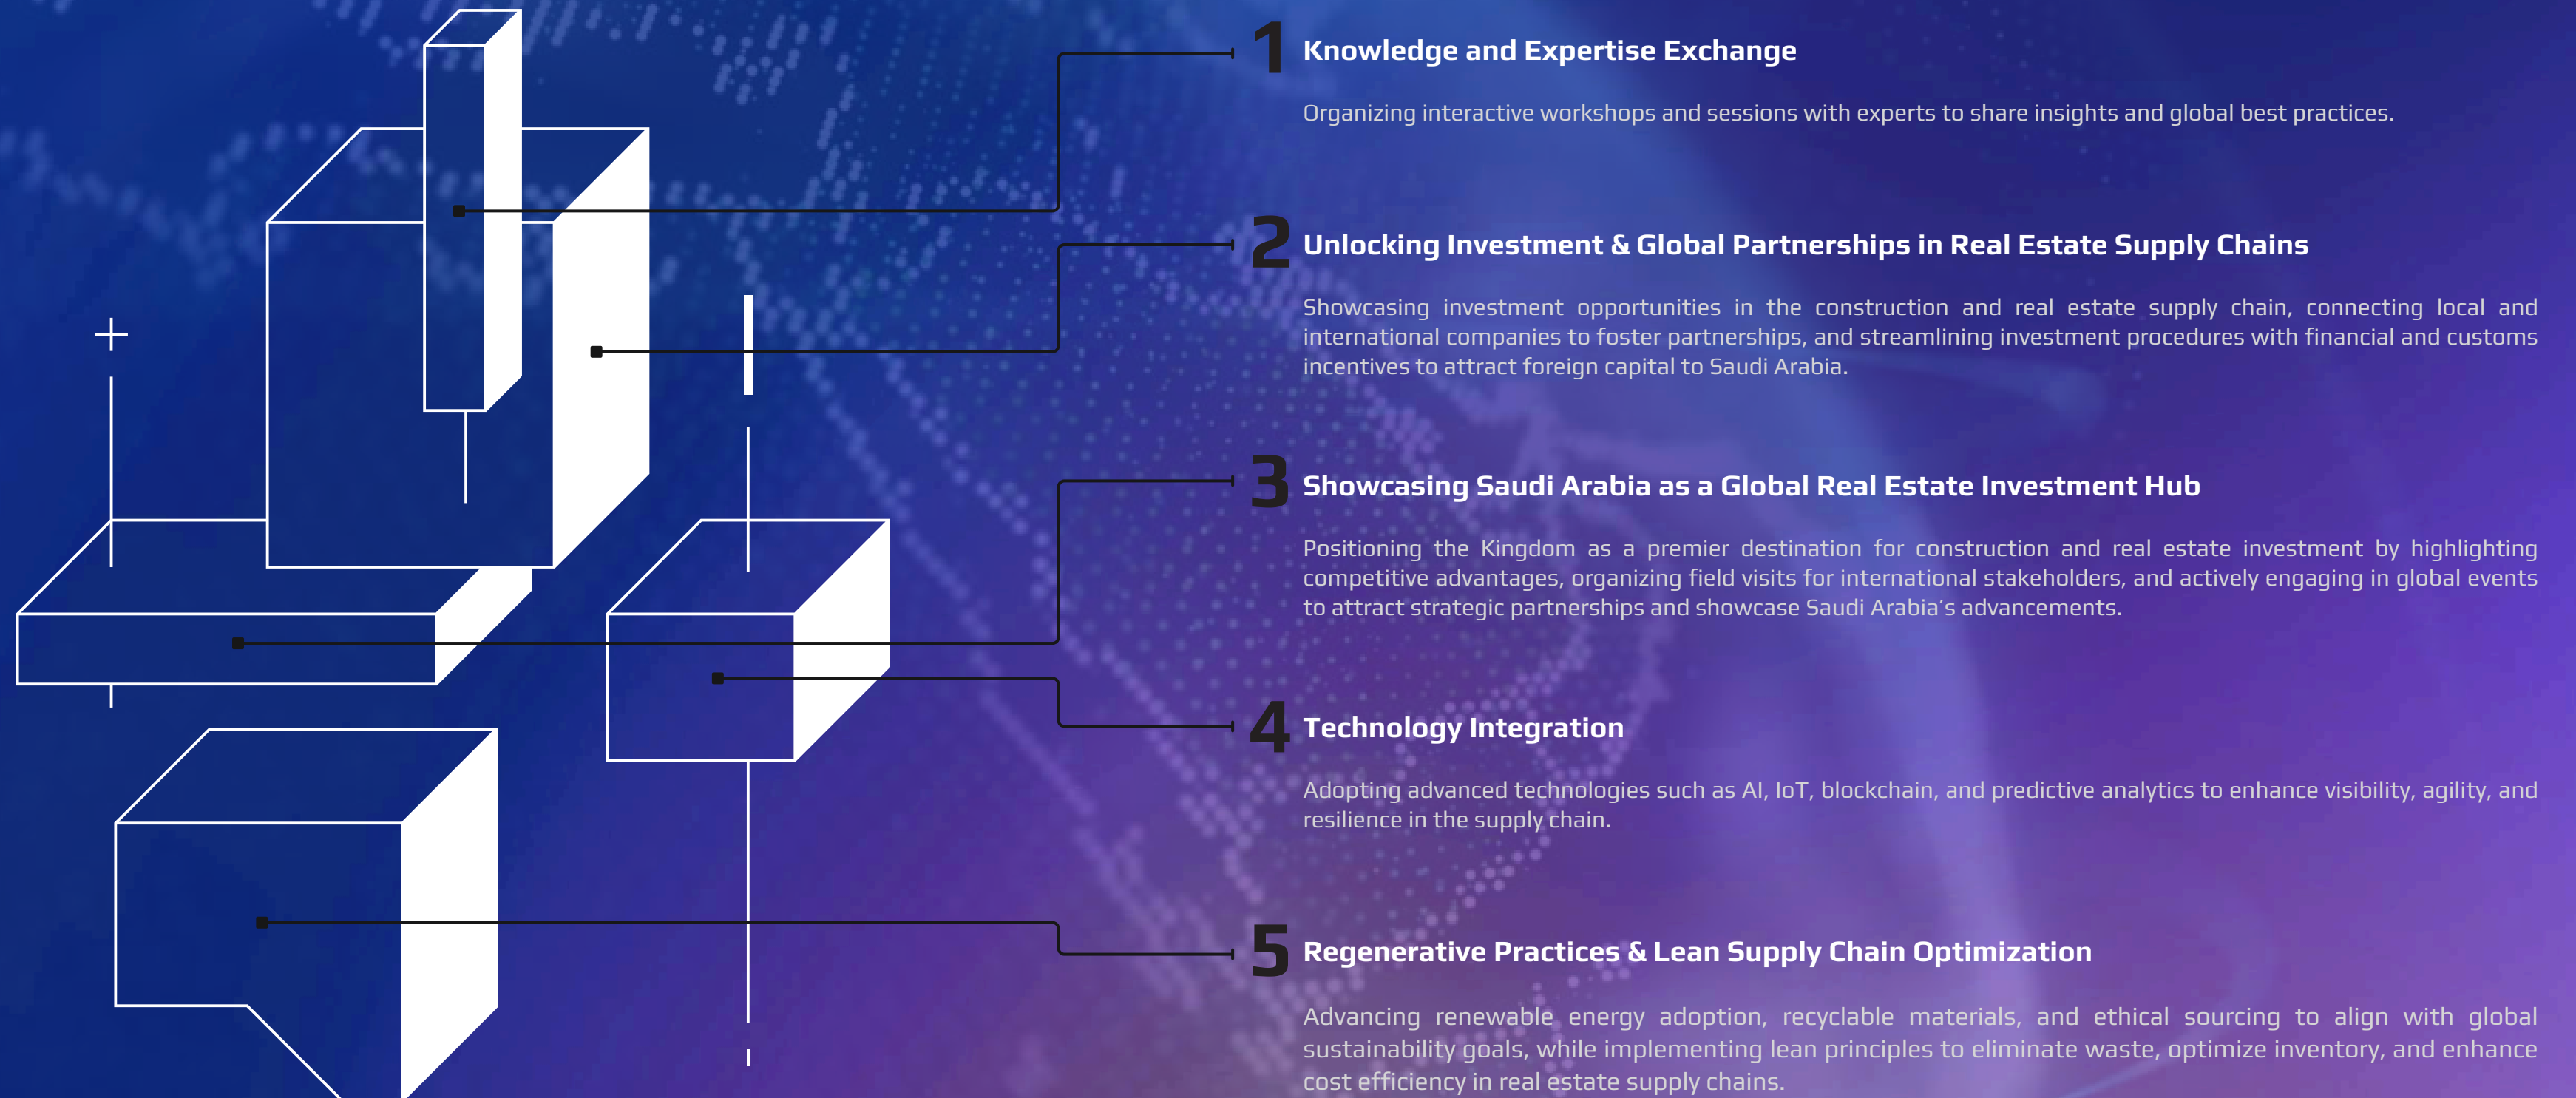 1 Knowledge and Expertise Exchange
Organizing interactive workshops and sessions with experts to share insights and global best practices.
2 Unlocking Investment & Global Partnerships in Real Estate Supply Chains
Showcasing investment opportunities in the construction and real estate supply chain, connecting local and
international companies to foster partnerships, and streamlining investment procedures with financial and customs
incentives to attract foreign capital to Saudi Arabia.
3 Showcasing Saudi Arabia as a Global Real Estate Investment Hub
Positioning the Kingdom as a premier destination for construction and real estate investment by highlighting
competitive advantages, organizing field visits for international stakeholders, and actively engaging in global events
to attract strategic partnerships and showcase Saudi Arabia's advancements.
4 Technology Integration
Adopting advanced technologies such as AI, IoT, blockchain, and predictive analytics to enhance visibility, agility, and
resilience in the supply chain.
5 Regenerative Practices & Lean Supply Chain Optimization
Advancing renewable energy adoption, recyclable materials, and ethical sourcing to align with global
sustainability goals, while implementing lean principles to eliminate waste, optimize inventory, and enhance
cost efficiency in real estate supply chains.